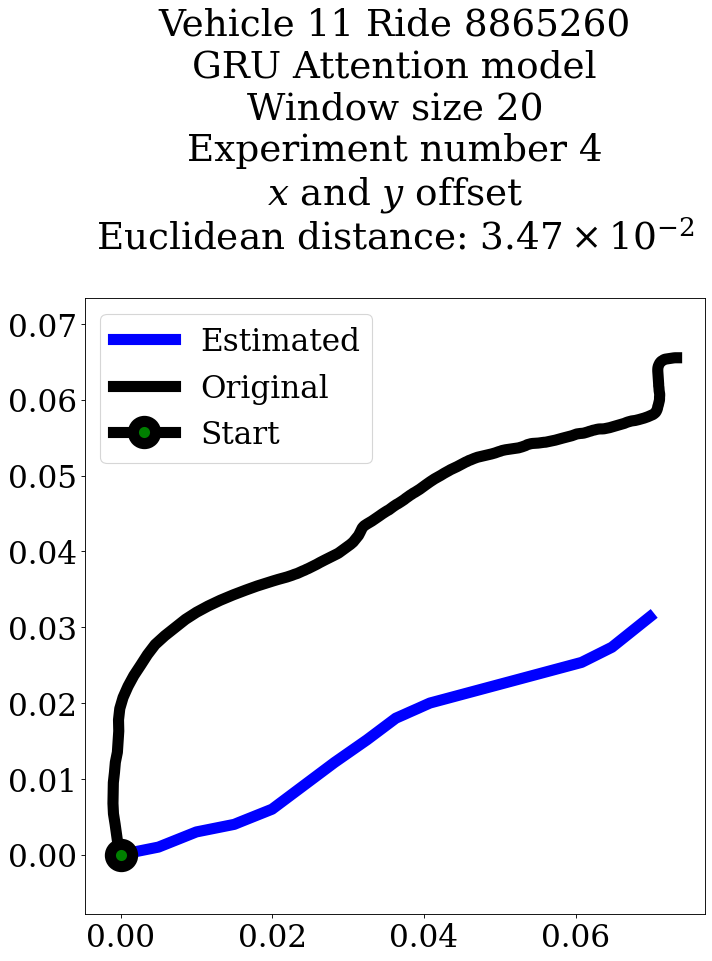 Vehicle 11 Ride 8865260
GRU Attention model
Window size 20
Experiment number 4
x and y offset
Euclidean distance: 3.47 × 10⁻²
Estimated
Original
Start
0.07
0.06
0.05
0.04
0.03
0.02
0.01
0.00
0.00 0.02 0.04 0.06